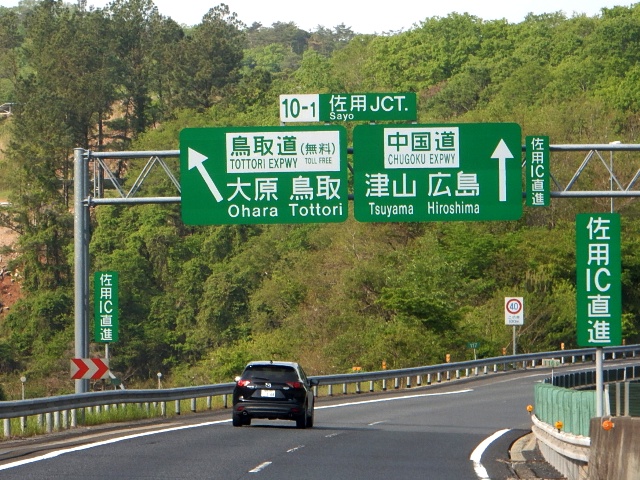 10-1 佐用JCT.
Sayo
鳥取道(無料)
TOTTORI EXPWY TOLL FREE
大原 鳥取
Ohara Tottori
中国道
CHUGOKU EXPWY
津山 広島
Tsuyama Hiroshima
佐用IC直進
佐用IC直進
佐用IC直進
40